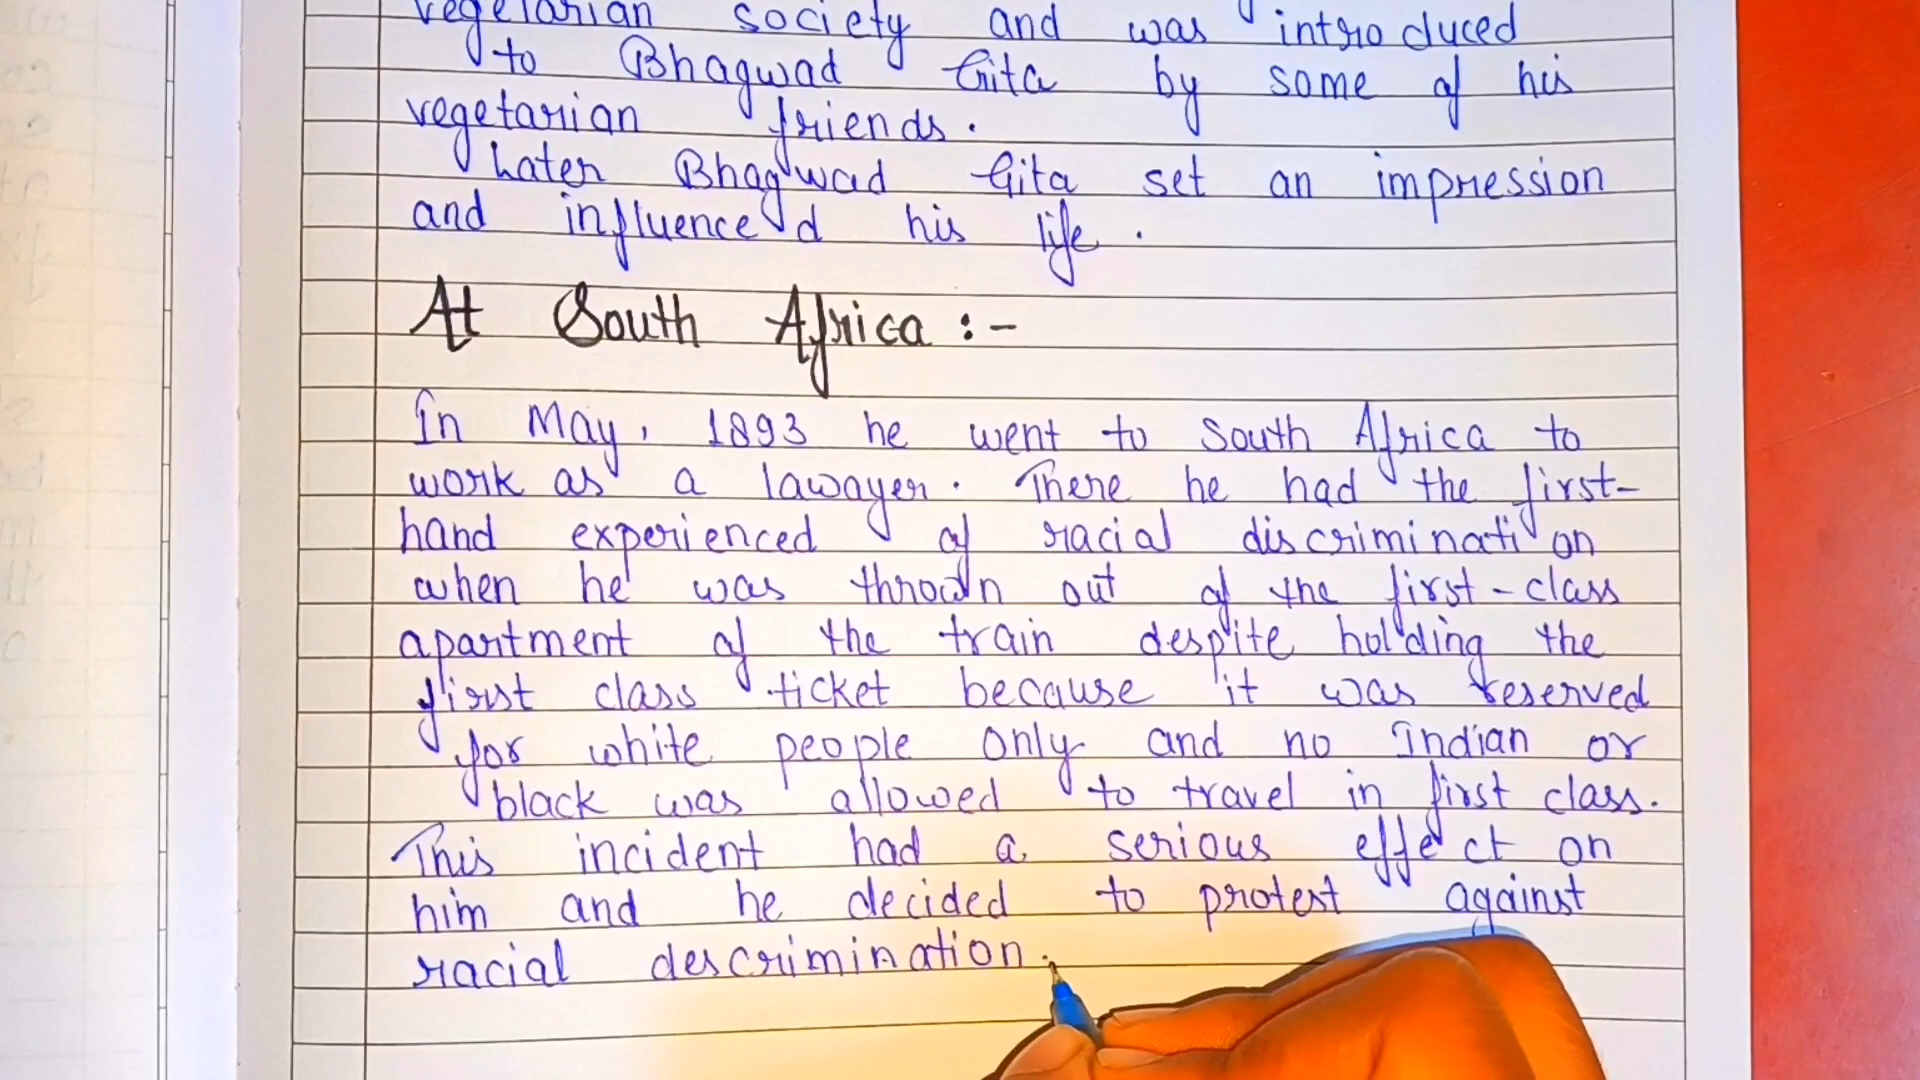 vegetarian society and was introduced
to Bhagwad Gita by some of his
vegetarian friends.
Later Bhagwad Gita set an impression
and influenced his life.
At South Africa :-
In May, 1893 he went to South Africa to
work as a lawayer. There he had the first-
hand experienced of racial discrimination
when he was thrown out of the first-class
apartment of the train despite holding the
first class ticket because it was reserved
for white people only and no Indian or
black was allowed to travel in first class.
This incident had a serious effect on
him and he decided to protest against
racial descrimination.